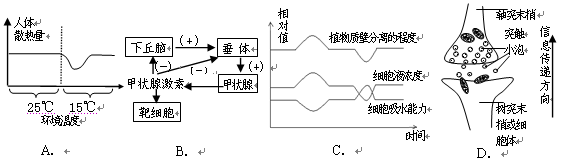 人体
散热量
25℃ 15℃
环境温度
A.
下丘脑 (+) 垂体
(−) (−) (+)
甲状腺激素 甲状腺
靶细胞
B.
相
对
值
植物质壁分离的程度
细胞液浓度
细胞吸水能力
时间
C.
轴突末梢
突触
小泡
树突末
梢或细
胞体
信息传递方向
D.